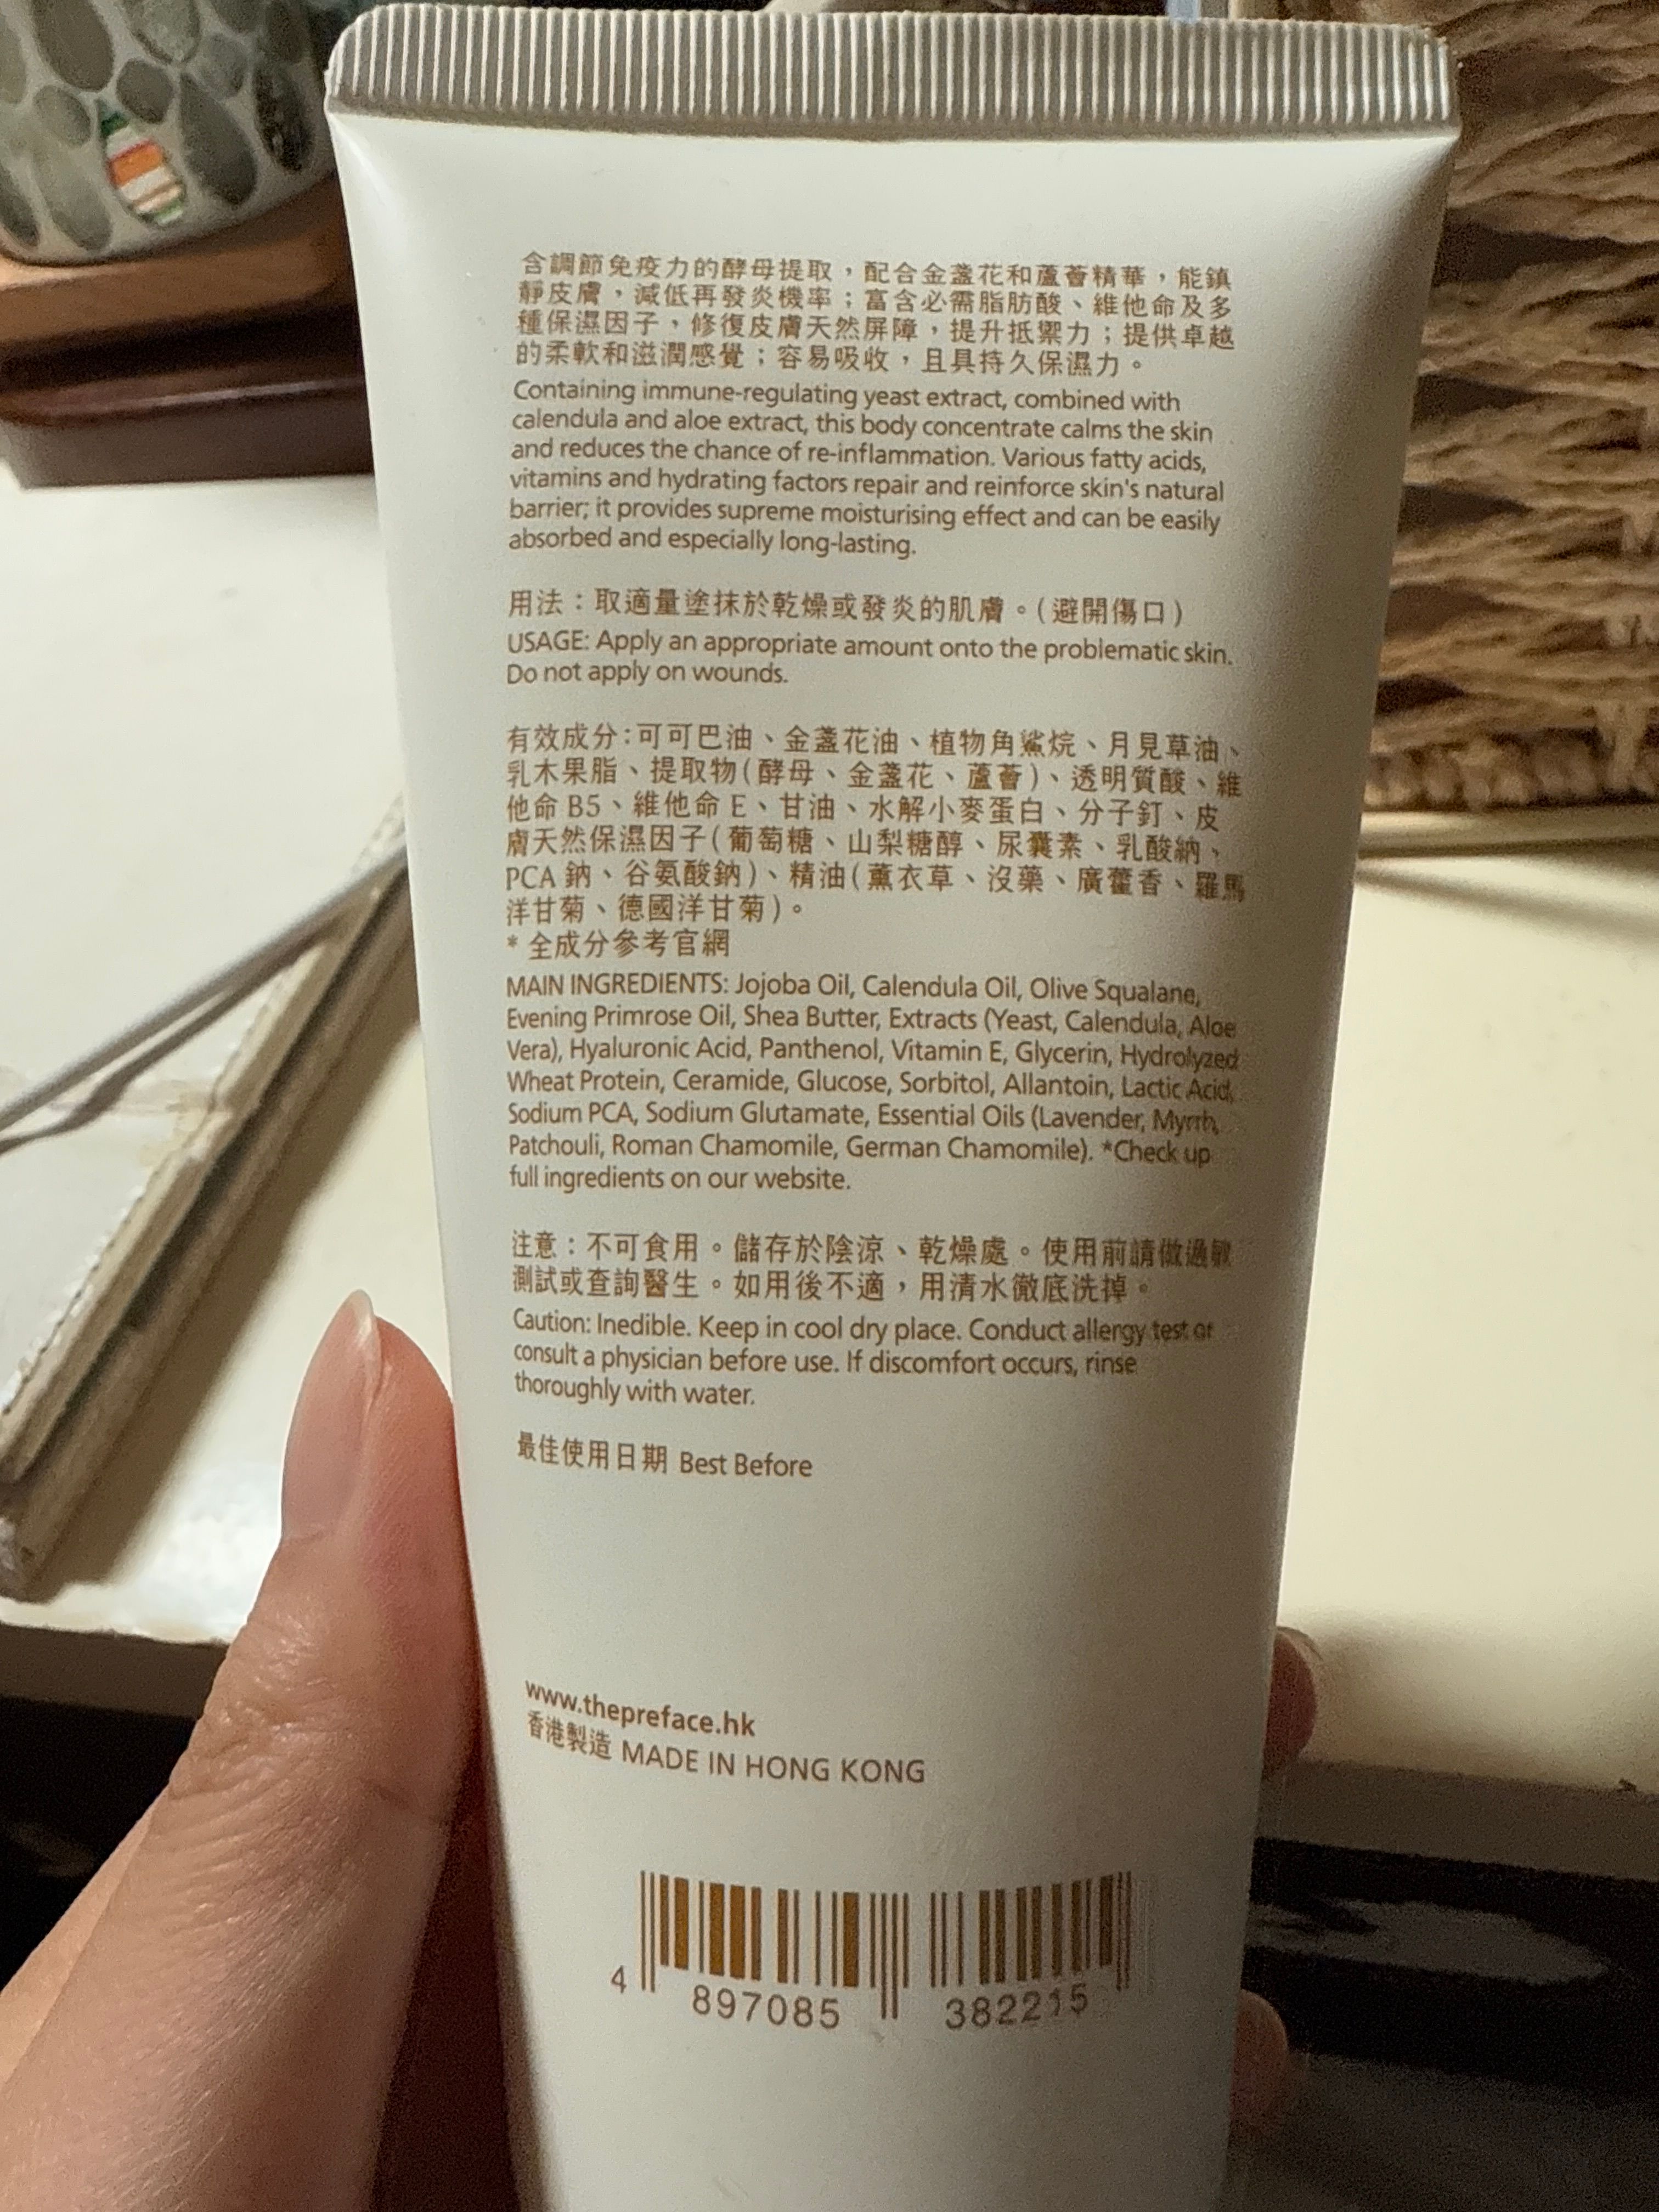 含調節免疫力的酵母提取，配合金盞花和蘆薈精華，能鎮
靜皮膚，減低再發炎機率；富含必需脂肪酸、維他命及多
種保濕因子，修復皮膚天然屏障，提升抵禦力；提供卓越
的柔軟和滋潤感覺；容易吸收，且具持久保濕力。
Containing immune-regulating yeast extract, combined with
calendula and aloe extract, this body concentrate calms the skin
and reduces the chance of re-inflammation. Various fatty acids,
vitamins and hydrating factors repair and reinforce skin's natural
barrier; it provides supreme moisturising effect and can be easily
absorbed and especially long-lasting.
用法：取適量塗抹於乾燥或發炎的肌膚。(避開傷口)
USAGE: Apply an appropriate amount onto the problematic skin.
Do not apply on wounds.
有效成分:可可巴油、金盞花油、植物角鯊烷、月見草油、
乳木果脂、提取物(酵母、金盞花、蘆薈)、透明質酸、維
他命 B5、維他命 E、甘油、水解小麥蛋白、分子釘、皮
膚天然保濕因子(葡萄糖、山梨糖醇、尿囊素、乳酸納、
PCA 鈉、谷氨酸鈉)、精油(薰衣草、沒藥、廣藿香、羅馬
洋甘菊、德國洋甘菊)。
* 全成分參考官網
MAIN INGREDIENTS: Jojoba Oil, Calendula Oil, Olive Squalane,
Evening Primrose Oil, Shea Butter, Extracts (Yeast, Calendula, Aloe
Vera), Hyaluronic Acid, Panthenol, Vitamin E, Glycerin, Hydrolyzed
Wheat Protein, Ceramide, Glucose, Sorbitol, Allantoin, Lactic Acid,
Sodium PCA, Sodium Glutamate, Essential Oils (Lavender, Myrrh,
Patchouli, Roman Chamomile, German Chamomile). *Check up
full ingredients on our website.
注意：不可食用。儲存於陰涼、乾燥處。使用前請做過敏
測試或查詢醫生。如用後不適，用清水徹底洗掉。
Caution: Inedible. Keep in cool dry place. Conduct allergy test or
consult a physician before use. If discomfort occurs, rinse
thoroughly with water.
最佳使用日期 Best Before
www.thepreface.hk
香港製造 MADE IN HONG KONG
4 897085 382215